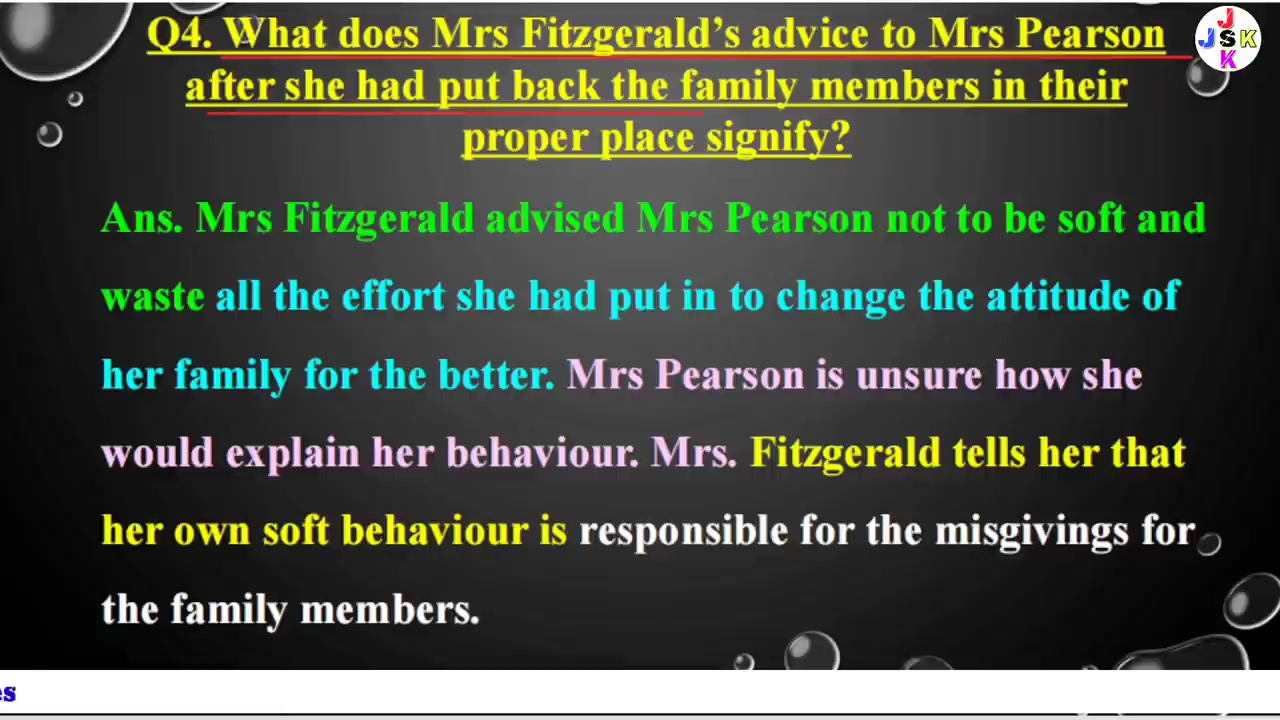 Q4. What does Mrs Fitzgerald's advice to Mrs Pearson
after she had put back the family members in their
proper place signify?
Ans. Mrs Fitzgerald advised Mrs Pearson not to be soft and
waste all the effort she had put in to change the attitude of
her family for the better. Mrs Pearson is unsure how she
would explain her behaviour. Mrs. Fitzgerald tells her that
her own soft behaviour is responsible for the misgivings for
the family members.
J
J S K
K
es